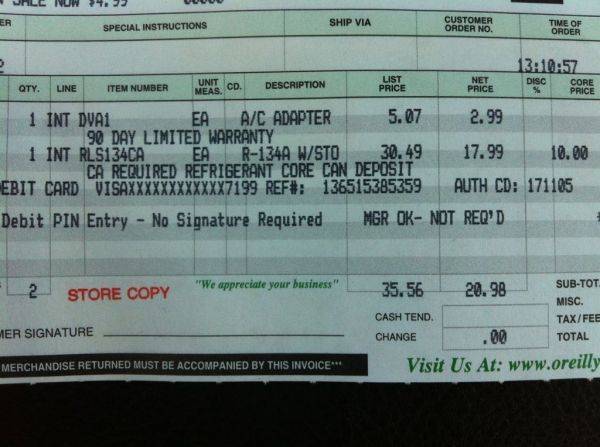 SALE NOW $4.99
SPECIAL INSTRUCTIONS SHIP VIA CUSTOMER ORDER NO. TIME OF ORDER
13:10:57
QTY. LINE ITEM NUMBER UNIT MEAS. CD. DESCRIPTION LIST PRICE NET PRICE DISC % CORE PRICE
1 INT DVA1 EA A/C ADAPTER 5.07 2.99
90 DAY LIMITED WARRANTY
1 INT RLS134CA EA R-134A W/STO 30.49 17.99 10.00
CA REQUIRED REFRIGERANT CORE CAN DEPOSIT
EBIT CARD VISAXXXXXXXXXXXX7199 REF#: 136515385359 AUTH CD: 171105
Debit PIN Entry - No Signature Required MGR OK- NOT REQ'D
2 STORE COPY "We appreciate your business" 35.56 20.98 SUB-TOT
MISC.
CASH TEND. TAX/FEE
MER SIGNATURE CHANGE .00 TOTAL
MERCHANDISE RETURNED MUST BE ACCOMPANIED BY THIS INVOICE*** Visit Us At: www.oreilly